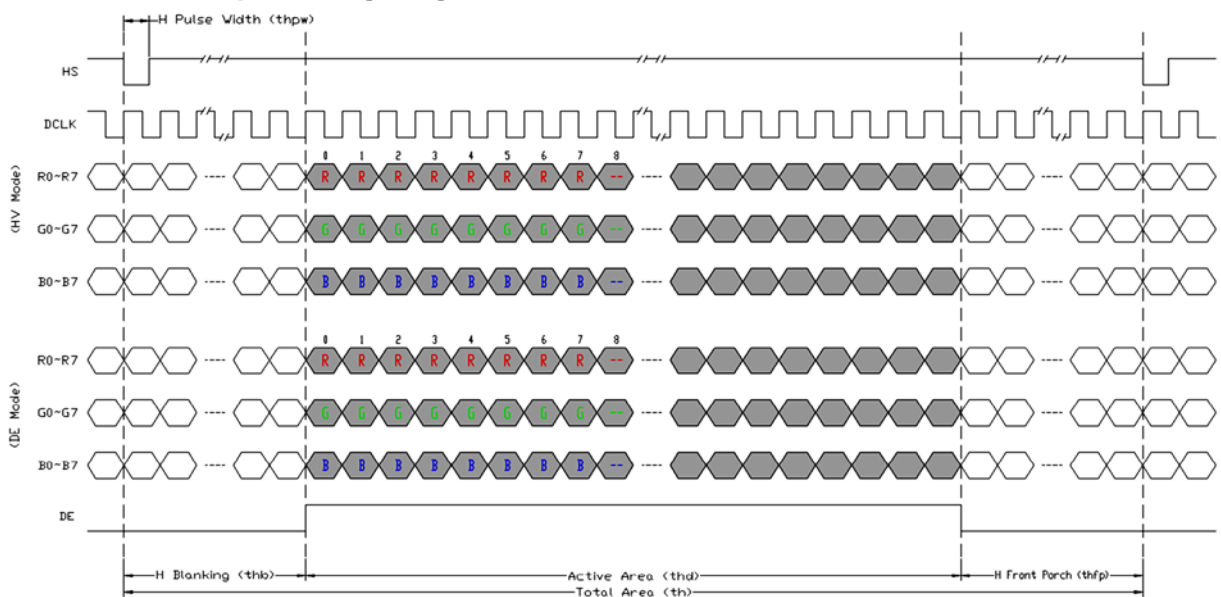 H Pulse Width (thpw)
HS
DCLK
0 1 2 3 4 5 6 7 8
(HV Mode)
R0~R7 ---- R R R R R R R R -- ---- ----
G0~G7 ---- G G G G G G G G -- ---- ----
B0~B7 ---- B B B B B B B B -- ---- ----
0 1 2 3 4 5 6 7 8
(DE Mode)
R0~R7 ---- R R R R R R R R -- ---- ----
G0~G7 ---- G G G G G G G G -- ---- ----
B0~B7 ---- B B B B B B B B -- ---- ----
DE
H Blanking (thb) Active Area (thd) H Front Porch (thfp)
Total Area (th)